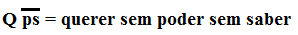 Q p̅s̅ = querer sem poder sem saber